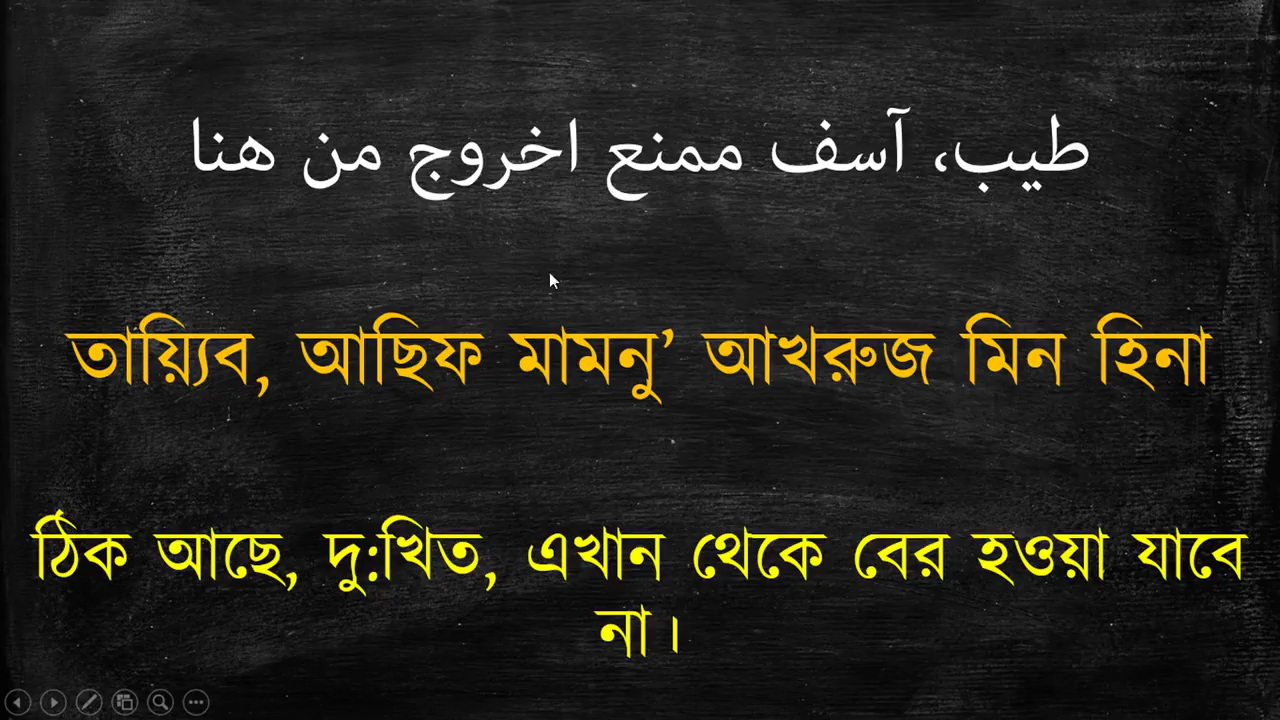 طيب، آسف ممنع اخروج من هنا
তায়্যিব, আছিফ মামনু’ আখরুজ মিন হিনা
ঠিক আছে, দু:খিত, এখান থেকে বের হওয়া যাবে
না।